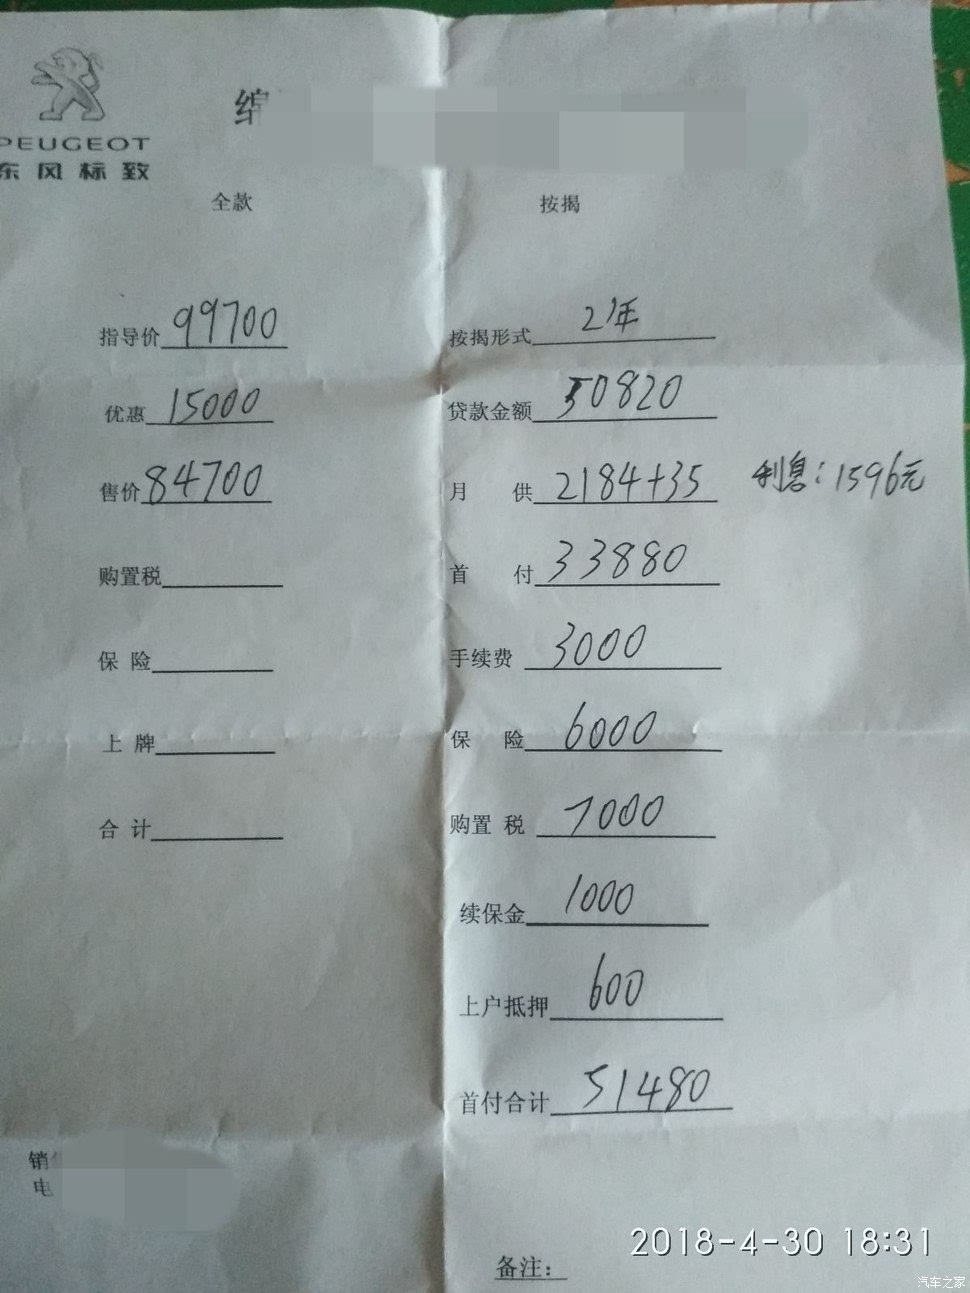 PEUGEOT
东风标致
全款 按揭
指导价 99700 按揭形式 2年
优惠 15000 贷款金额 50820
售价 84700 月 供 2184+35 利息：1596元
购置税 首 付 33880
保 险 手续费 3000
上 牌 保 险 6000
合 计 购置 税 7000
续保金 1000
上户抵押 600
首付合计 51480
销
电
2018-4-30 18:31
备注：
汽车之家